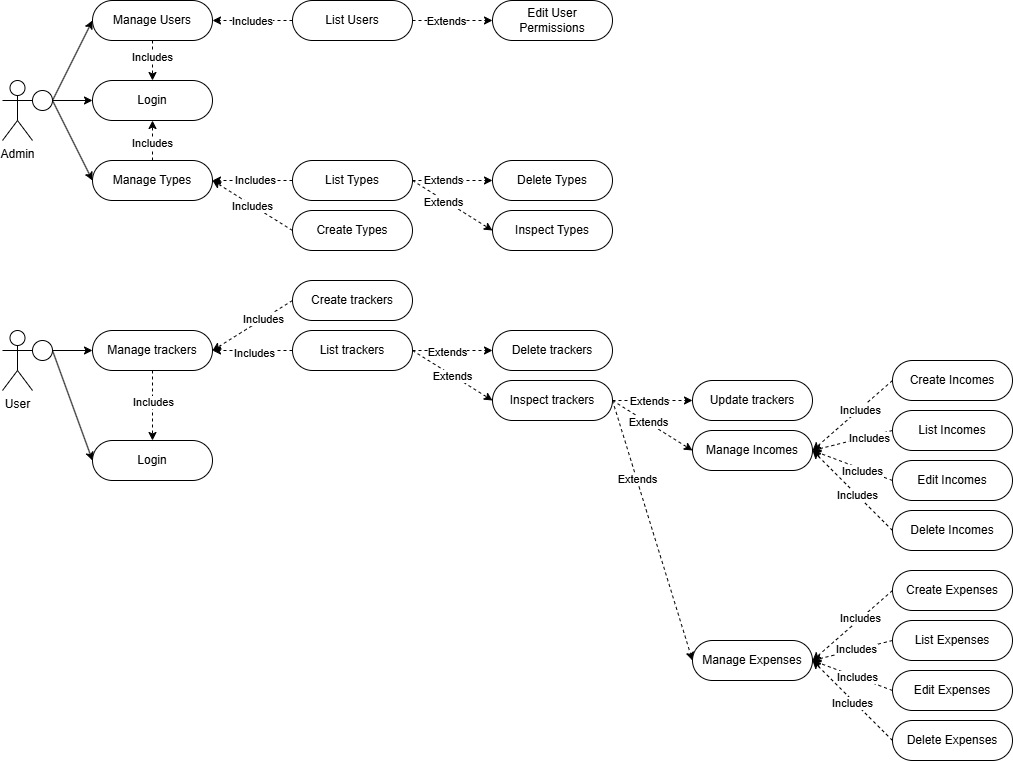 Manage Users
Includes
List Users
Extends
Edit User
Permissions
Includes
Login
Admin
Includes
Manage Types
Includes
List Types
Extends
Delete Types
Includes
Create Types
Extends
Inspect Types
Create trackers
Includes
User
Manage trackers
Includes
List trackers
Extends
Delete trackers
Extends
Inspect trackers
Includes
Login
Extends
Update trackers
Extends
Manage Incomes
Includes
Create Incomes
Includes
List Incomes
Includes
Edit Incomes
Includes
Delete Incomes
Extends
Manage Expenses
Includes
Create Expenses
Includes
List Expenses
Includes
Edit Expenses
Includes
Delete Expenses